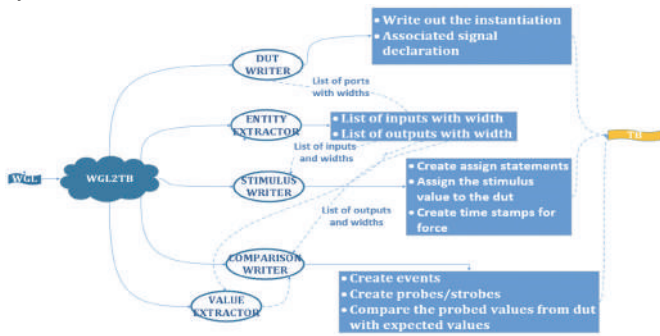 • Write out the instantiation
• Associated signal
declaration
DUT
WRITER
List of ports
with widths
ENTITY
EXTRACTOR
• List of inputs with width
• List of outputs with width
TB
List of inputs
and widths
WGL
WGL2TB
STIMULUS
WRITER
• Create assign statements
• Assign the stimulus
value to the dut
• Create time stamps for
force
List of outputs
and widths
COMPARISON
WRITER
VALUE
EXTRACTOR
• Create events
• Create probes/strobes
• Compare the probed values from dut
with expected values